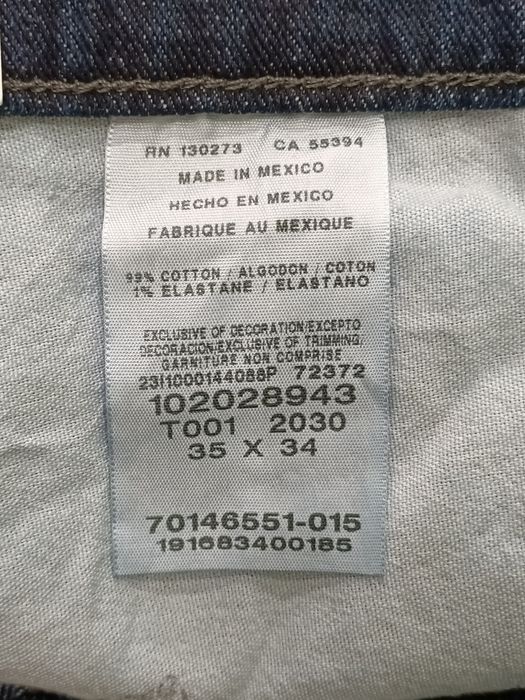 RN 130273 CA 55394
MADE IN MEXICO
HECHO EN MEXICO
FABRIQUE AU MEXIQUE
99% COTTON / ALGODON / COTON
1% ELASTANE / ELASTANO
EXCLUSIVE OF DECORATION/EXCEPTO
DECORACION/EXCLUSIVE OF TRIMMING/
GARNITURE NON COMPRISE
23I1000144088P 72372
102028943
T001 2030
35 X 34
70146551-015
191683400185